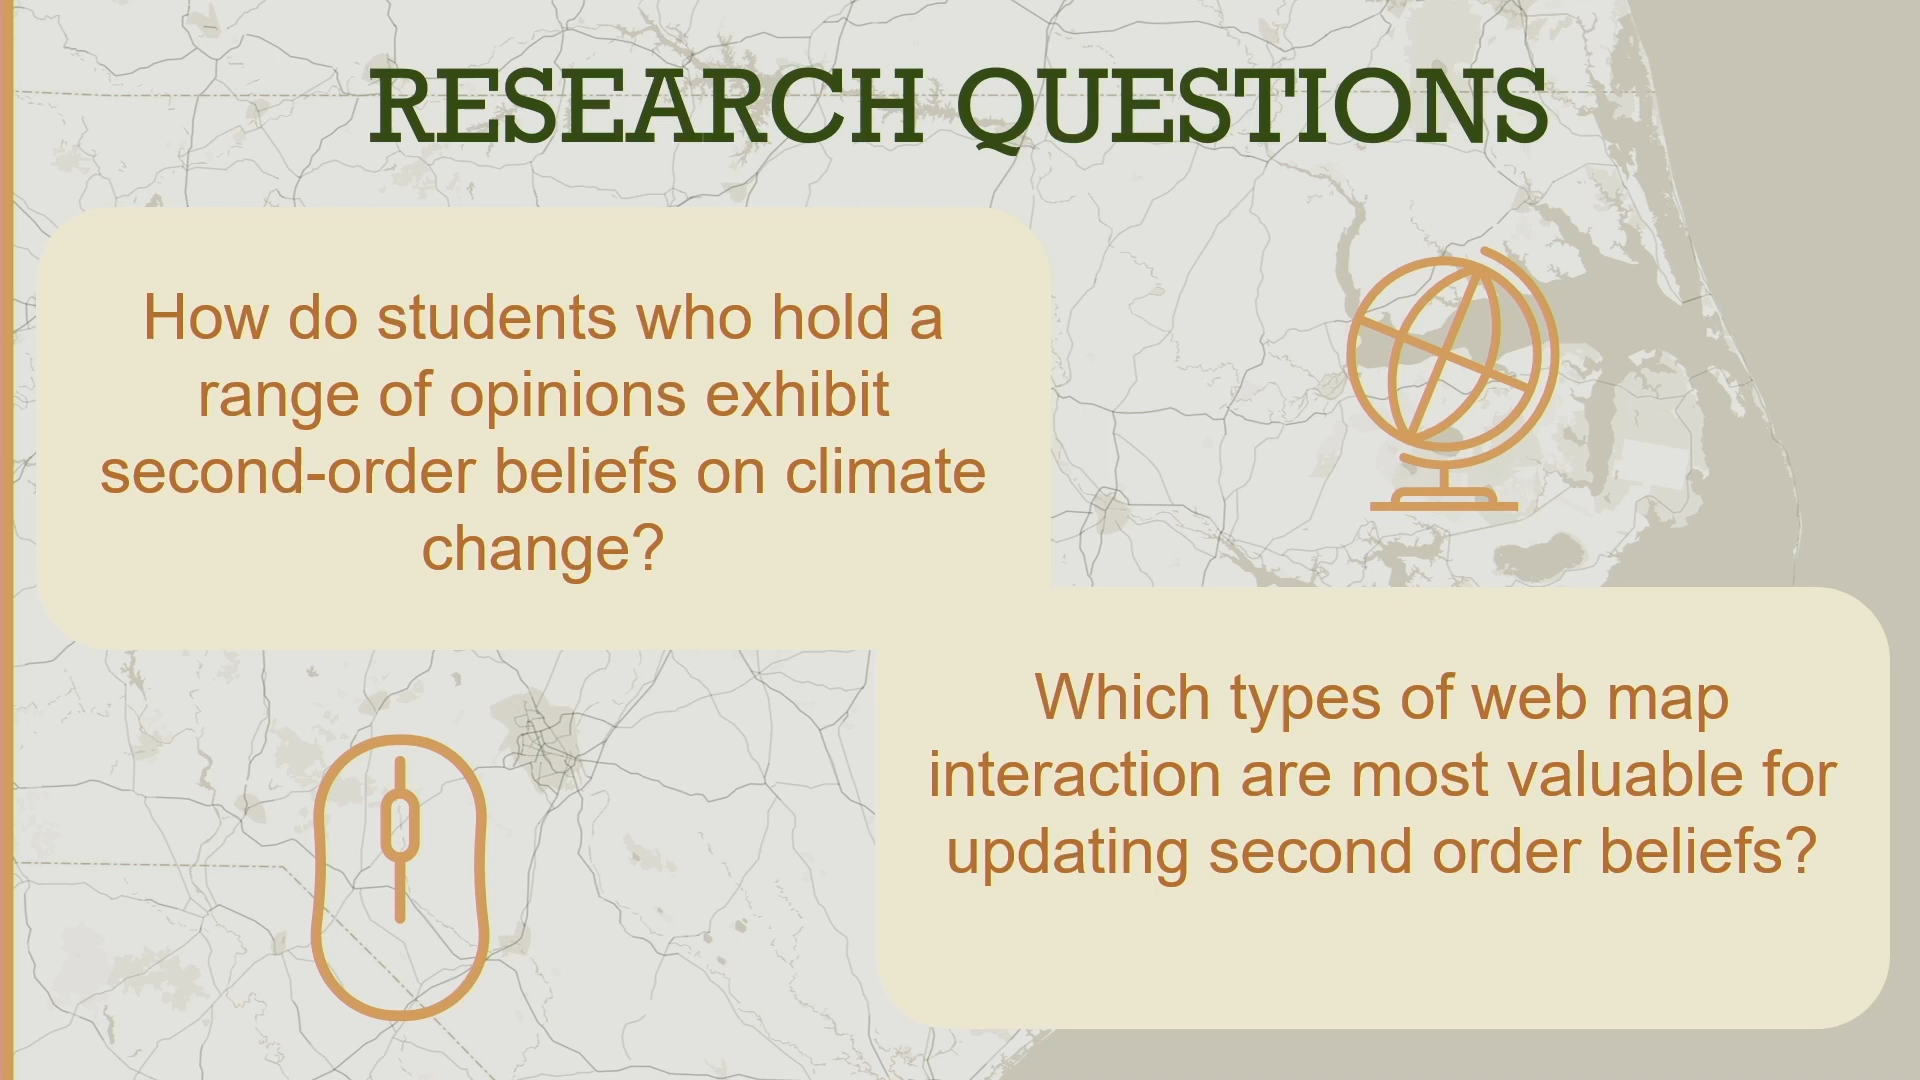 RESEARCH QUESTIONS
How do students who hold a
range of opinions exhibit
second-order beliefs on climate
change?
Which types of web map
interaction are most valuable for
updating second order beliefs?